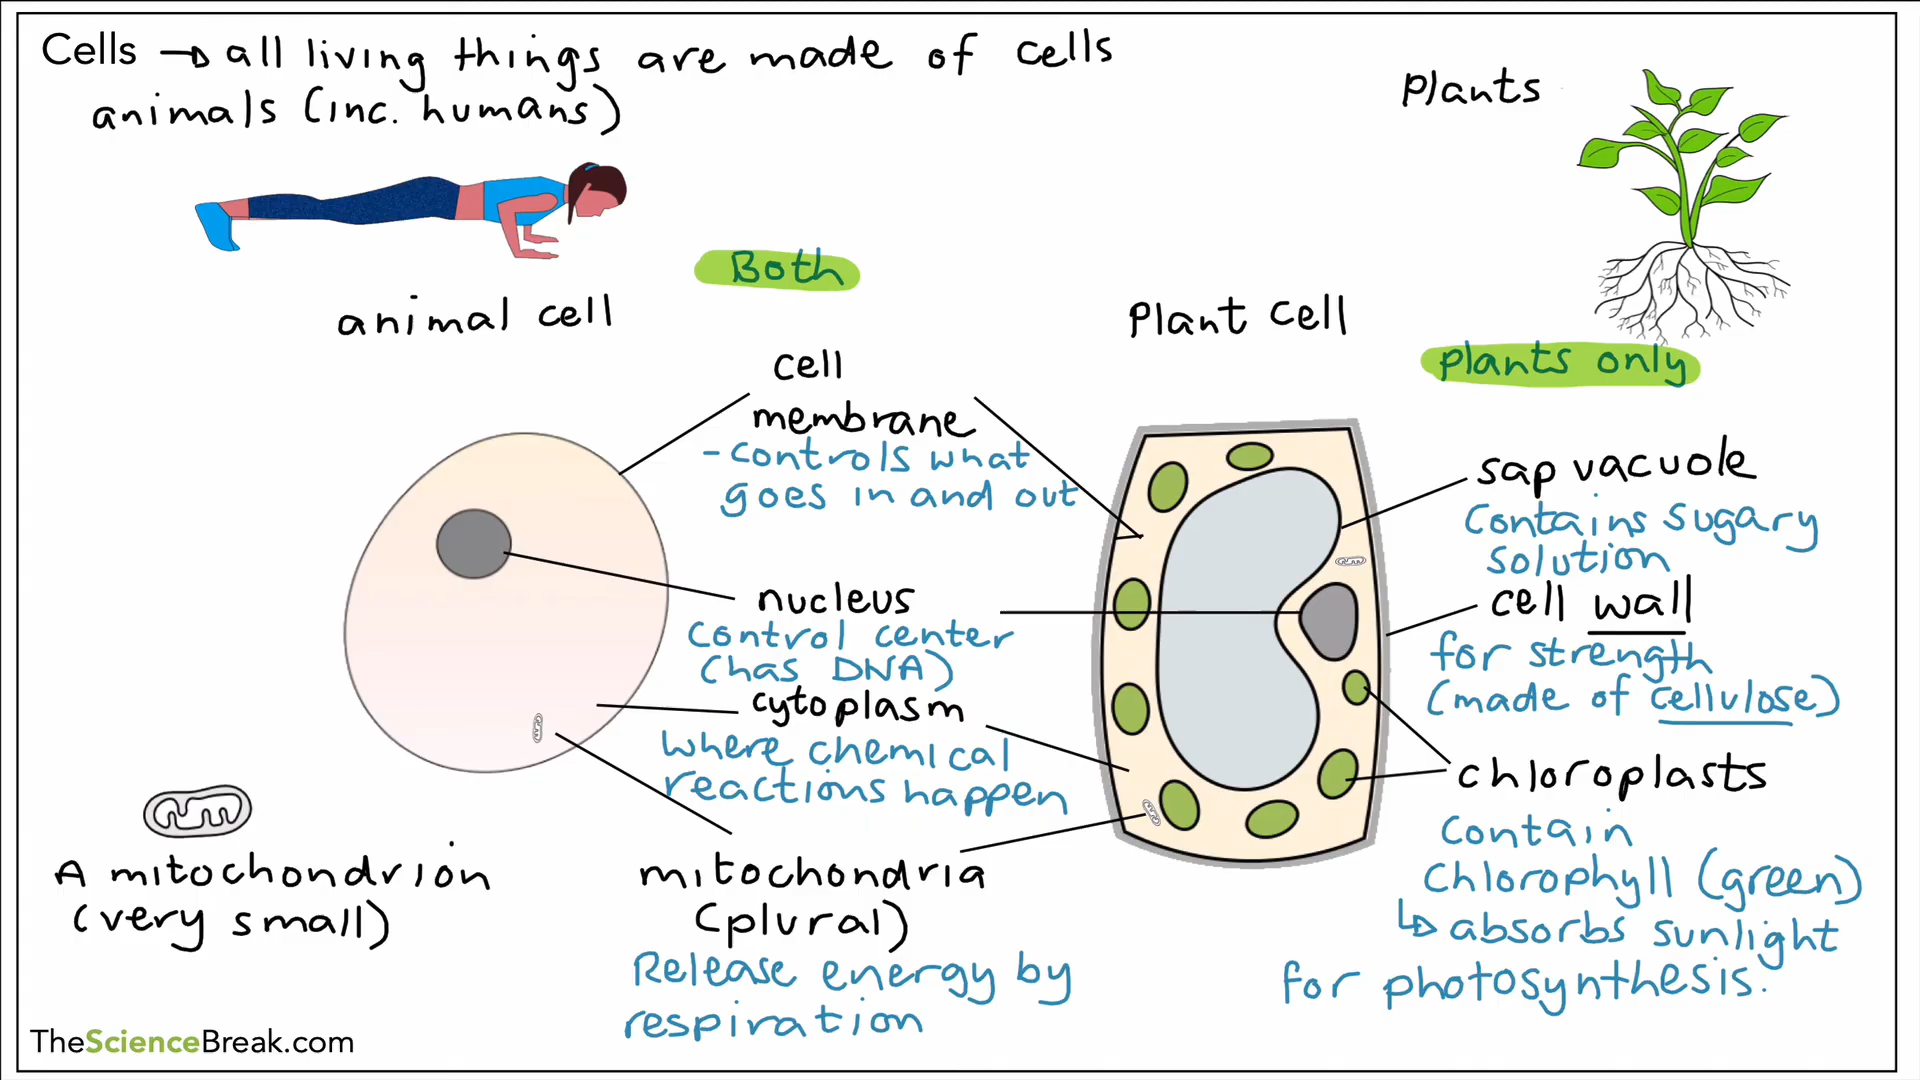 Cells → all living things are made of cells
animals (inc. humans)
Plants
Both
animal cell
Plant Cell
plants only
cell
membrane
- controls what
goes in and out
nucleus
Control center
(has DNA)
cytoplasm
where chemical
reactions happen
mitochondria
(plural)
Release energy by
respiration
A mitochondrion
(very small)
sap vacuole
Contains sugary
solution
cell wall
for strength
(made of cellulose)
chloroplasts
Contain
Chlorophyll (green)
↳ absorbs sunlight
for photosynthesis.
TheScienceBreak.com